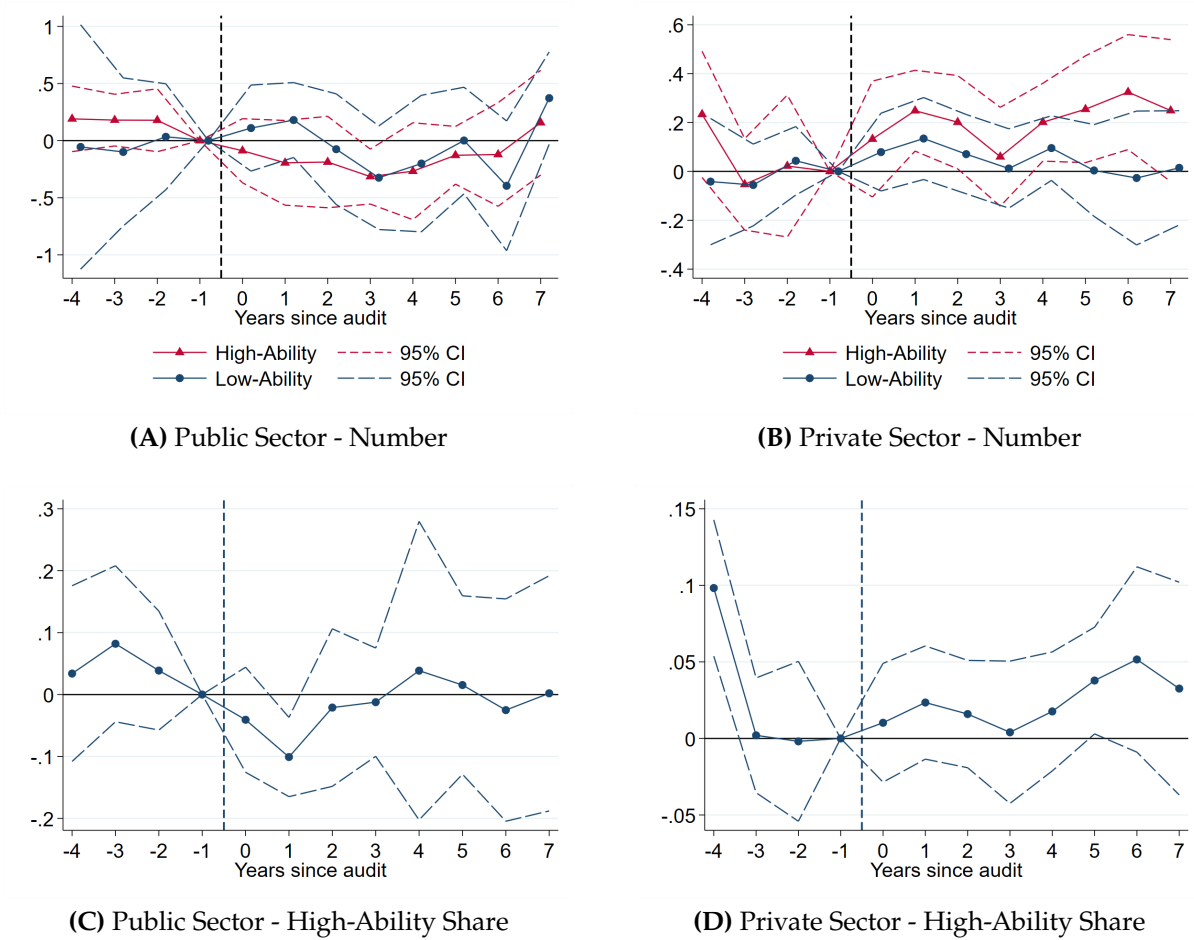 1
.5
0
-.5
-1
-4 -3 -2 -1 0 1 2 3 4 5 6 7
Years since audit
High-Ability 95% CI
Low-Ability 95% CI
(A) Public Sector - Number
.6
.4
.2
0
-.2
-.4
-4 -3 -2 -1 0 1 2 3 4 5 6 7
Years since audit
High-Ability 95% CI
Low-Ability 95% CI
(B) Private Sector - Number
.3
.2
.1
0
-.1
-.2
-4 -3 -2 -1 0 1 2 3 4 5 6 7
Years since audit
(C) Public Sector - High-Ability Share
.15
.1
.05
0
-.05
-4 -3 -2 -1 0 1 2 3 4 5 6 7
Years since audit
(D) Private Sector - High-Ability Share